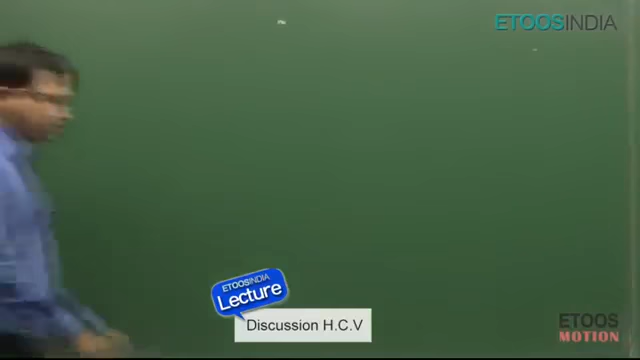 ETOOSINDIA
ETOOSINDIA
Lecture
Discussion H.C.V
ETOOS
MOTION